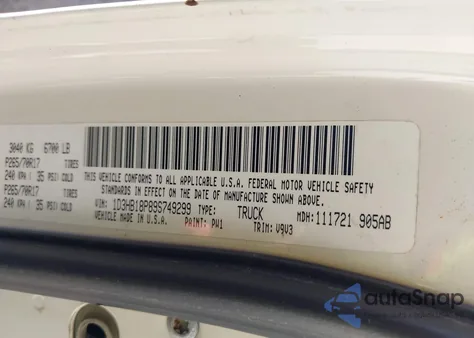 3040 KG 6700 LB
P265/70R17 TIRES
240 KPA / 35 PSI/ COLD
P265/70R17 TIRES
240 KPA / 35 PSI/ COLD
THIS VEHICLE CONFORMS TO ALL APPLICABLE U.S.A. FEDERAL MOTOR VEHICLE SAFETY
STANDARDS IN EFFECT ON THE DATE OF MANUFACTURE SHOWN ABOVE.
VIN: 1D3HB18P89S749299 TYPE: TRUCK MDH: 111721 905AB
MADE IN U.S.A. PAINT: PW1 TRIM: V9V3
autoSnap